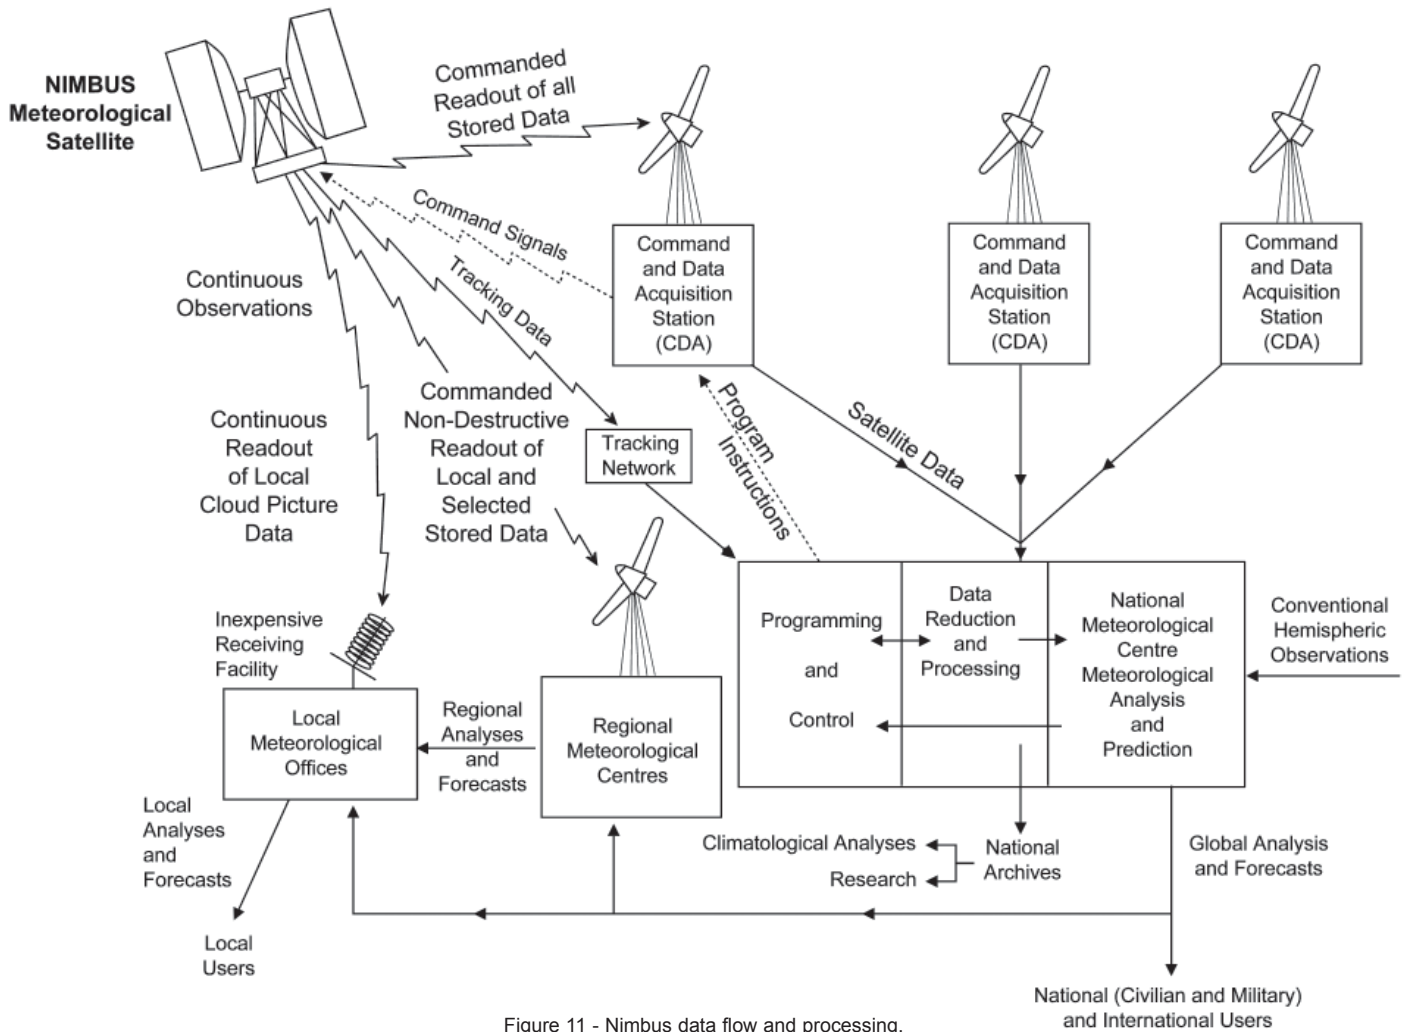 NIMBUS
Meteorological
Satellite
Commanded
Readout of all
Stored Data
Command Signals
Tracking Data
Continuous
Observations
Command
and Data
Acquisition
Station
(CDA)
Command
and Data
Acquisition
Station
(CDA)
Command
and Data
Acquisition
Station
(CDA)
Continuous
Readout
of Local
Cloud Picture
Data
Commanded
Non-Destructive
Readout of
Local and
Selected
Stored Data
Tracking
Network
Program
Instructions
Satellite Data
Inexpensive
Receiving
Facility
Local
Meteorological
Offices
Regional
Analyses
and
Forecasts
Regional
Meteorological
Centres
Programming
and
Control
Data
Reduction
and
Processing
National
Meteorological
Centre
Meteorological
Analysis
and
Prediction
Conventional
Hemispheric
Observations
Local
Analyses
and
Forecasts
Local
Users
Climatological Analyses
Research
National
Archives
Global Analysis
and Forecasts
National (Civilian and Military)
and International Users
Figure 11 - Nimbus data flow and processing.